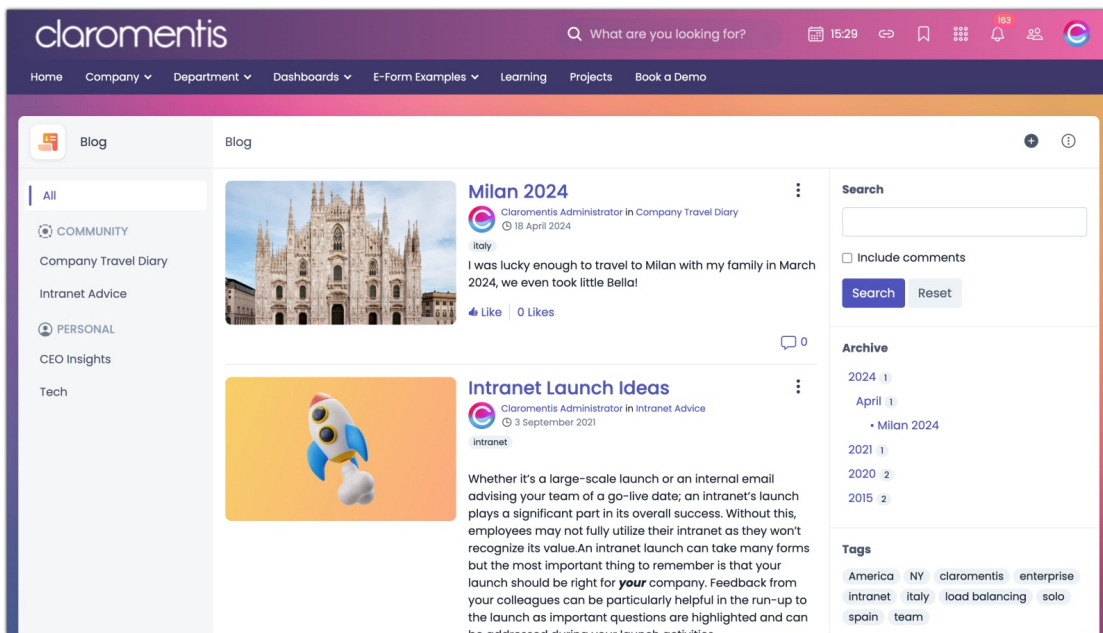 claromentis
What are you looking for?
15:29
163
Home Company Department Dashboards E-Form Examples Learning Projects Book a Demo
Blog
Blog
All
COMMUNITY
Company Travel Diary
Intranet Advice
PERSONAL
CEO Insights
Tech
Milan 2024
Claromentis Administrator in Company Travel Diary
18 April 2024
italy
I was lucky enough to travel to Milan with my family in March
2024, we even took little Bella!
Like 0 Likes
0
Intranet Launch Ideas
Claromentis Administrator in Intranet Advice
3 September 2021
intranet
Whether it's a large-scale launch or an internal email
advising your team of a go-live date; an intranet's launch
plays a significant part in its overall success. Without this,
employees may not fully utilize their intranet as they won't
recognize its value.An intranet launch can take many forms
but the most important thing to remember is that your
launch should be right for your company. Feedback from
your colleagues can be particularly helpful in the run-up to
the launch as important questions are highlighted and can
be addressed during your launch activities.
Search
Include comments
Search Reset
Archive
2024 1
April 1
• Milan 2024
2021 1
2020 2
2015 2
Tags
America NY claromentis enterprise
intranet italy load balancing solo
spain team